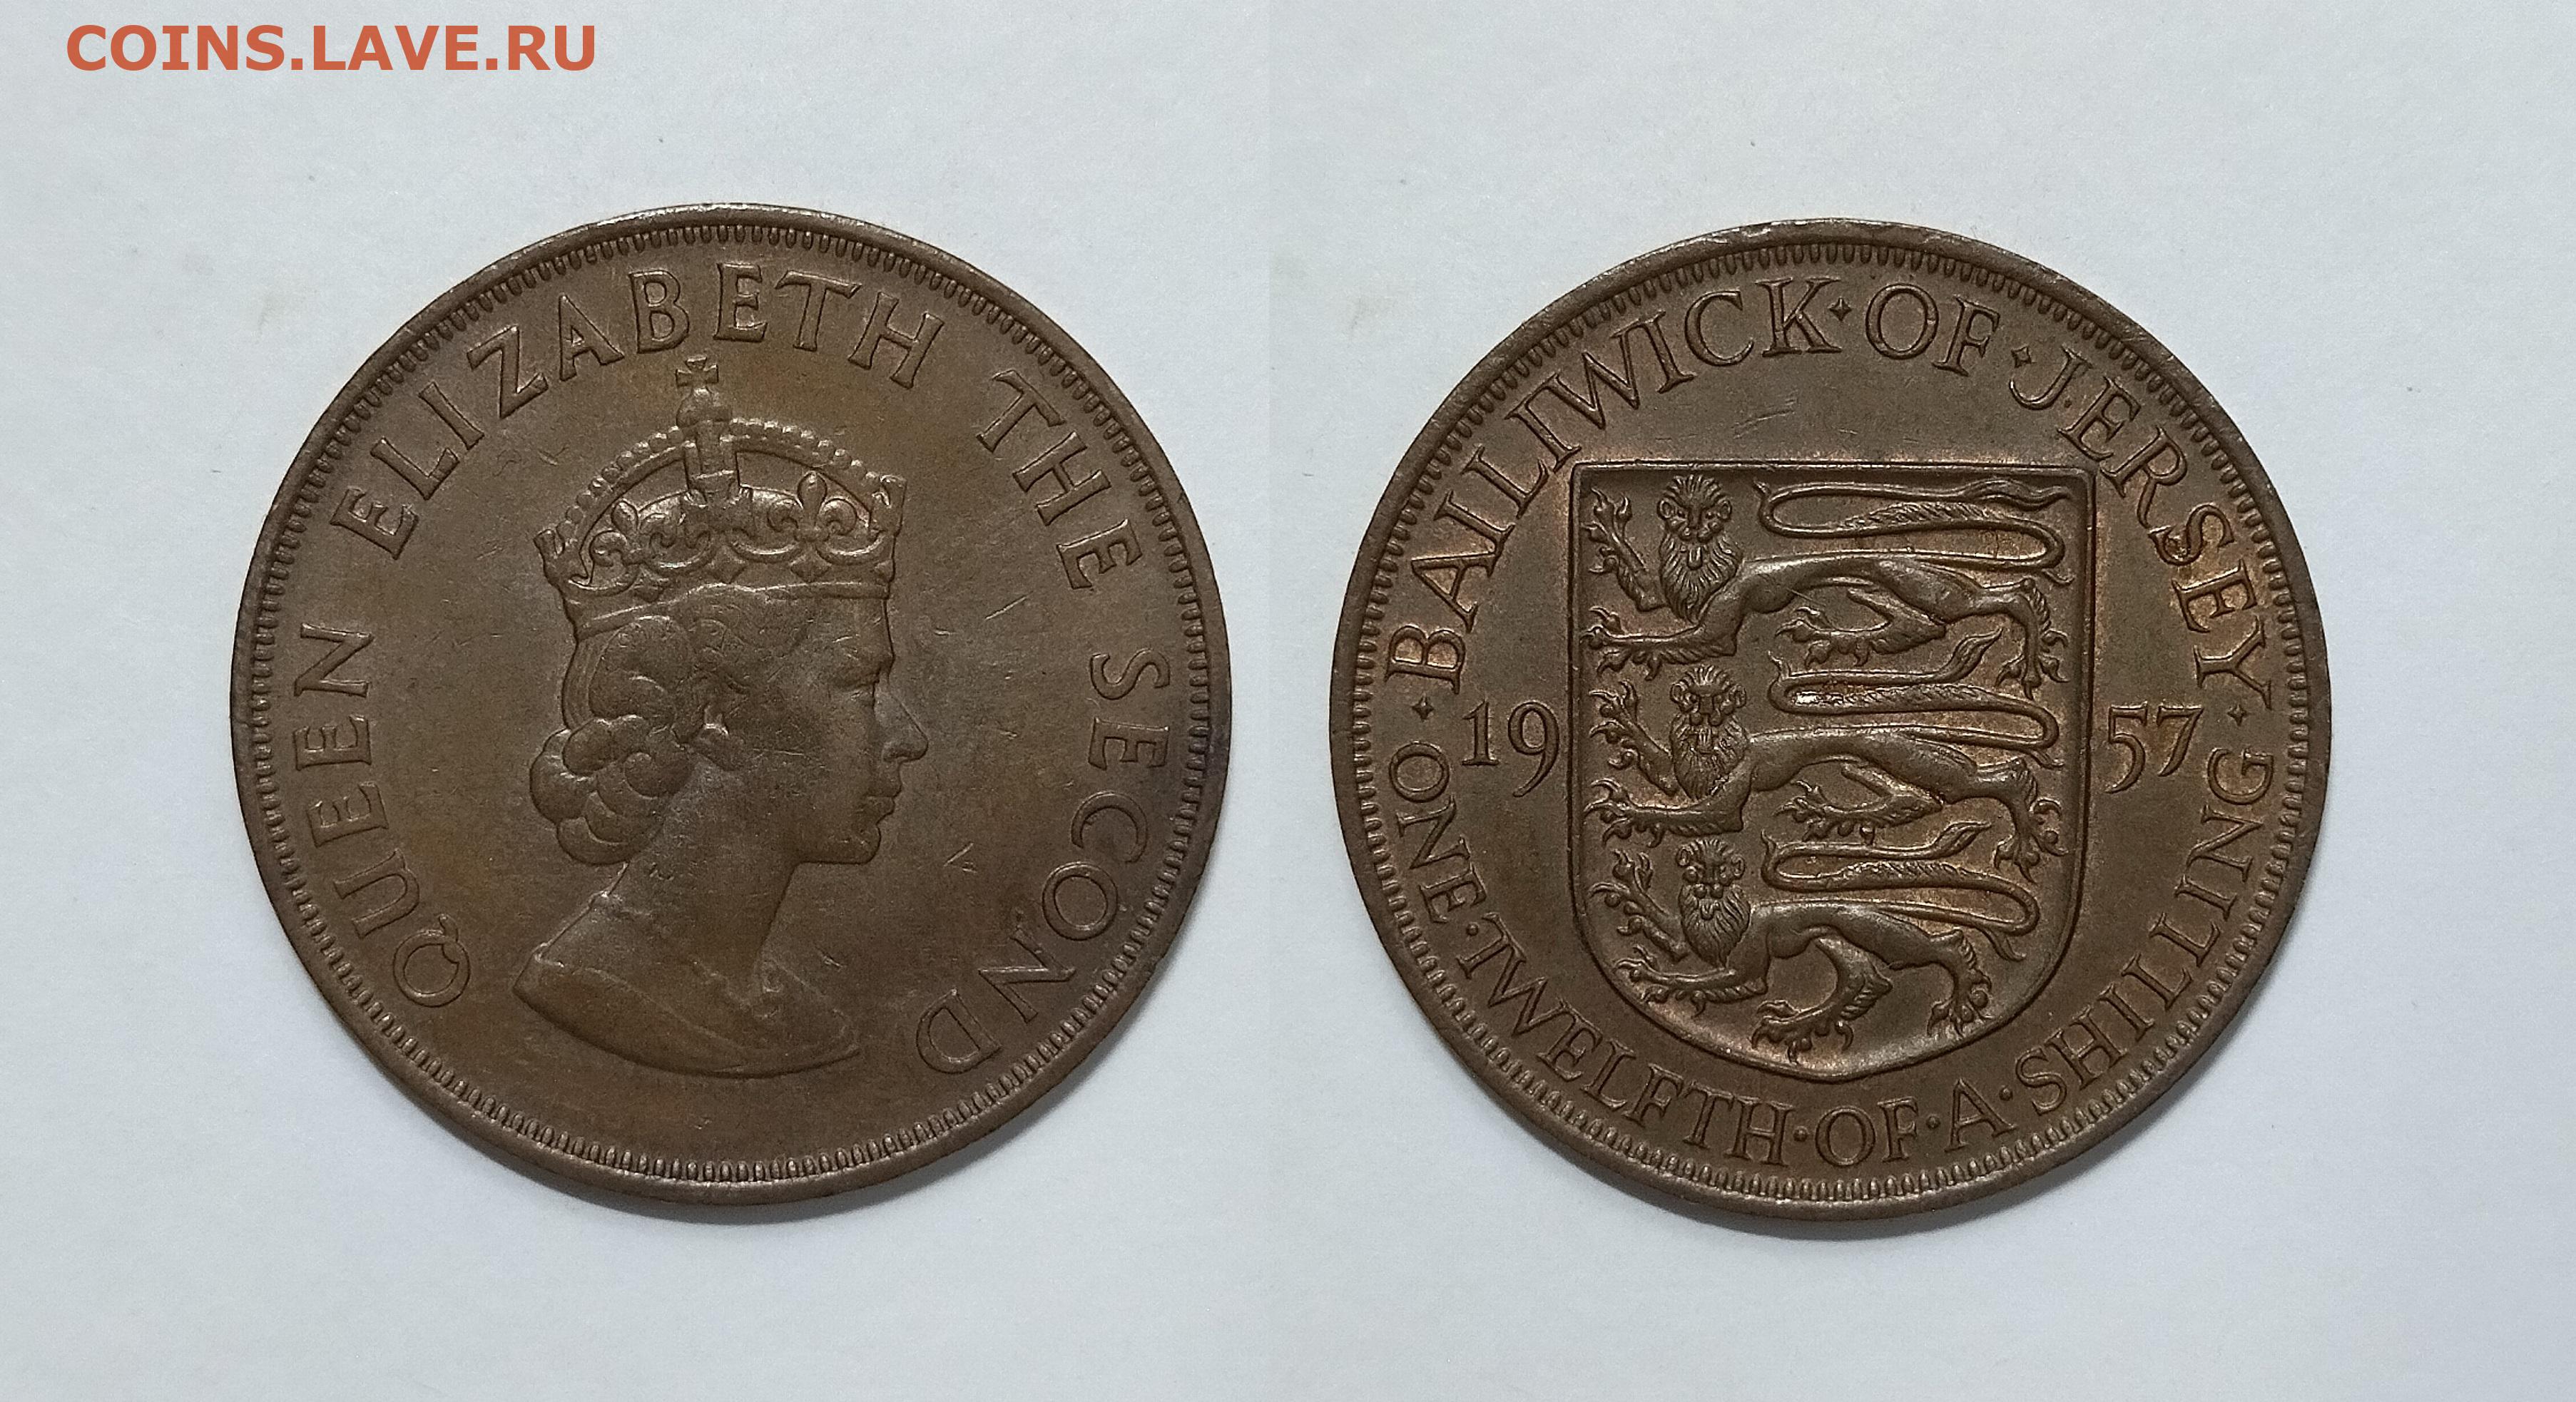 COINS.LAVE.RU
QUEEN ELIZABETH THE SECOND
· BAILIWICK · OF · JERSEY ·
19 57
ONE · TWELFTH · OF · A · SHILLING